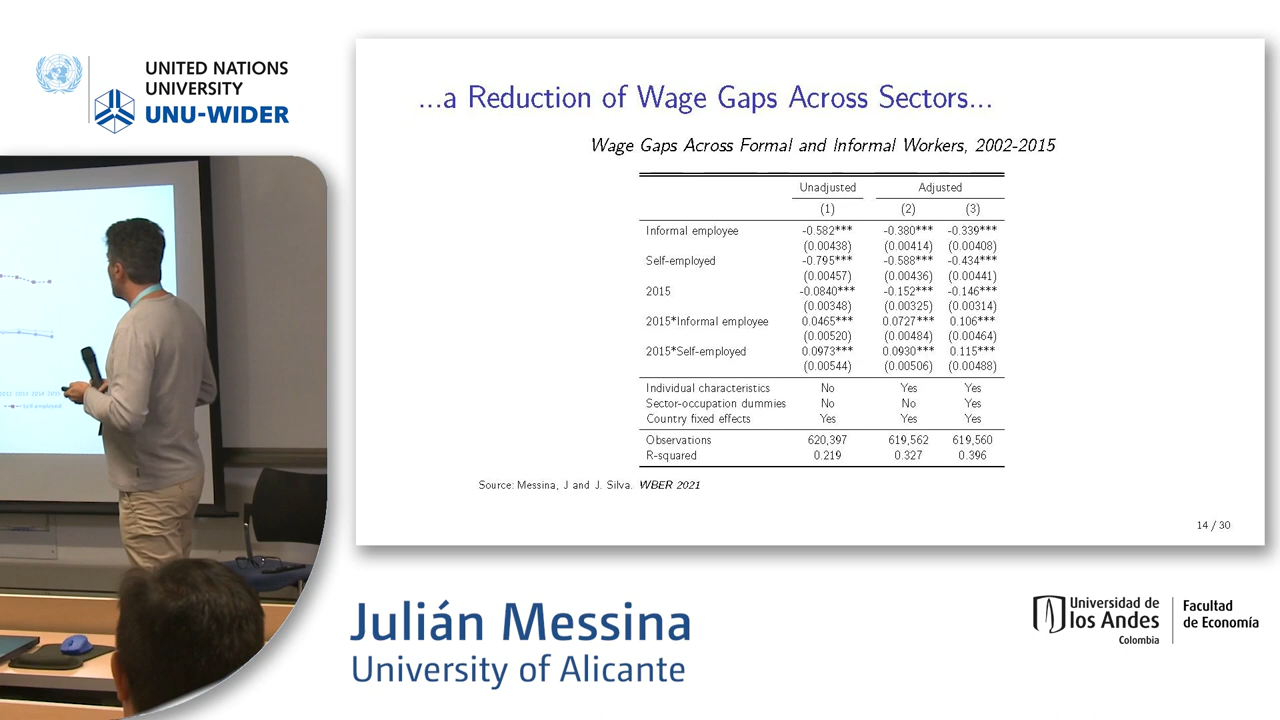 UNITED NATIONS
UNIVERSITY
UNU-WIDER
...a Reduction of Wage Gaps Across Sectors...
Wage Gaps Across Formal and Informal Workers, 2002-2015
Unadjusted Adjusted
(1) (2) (3)
Informal employee -0.582*** -0.380*** -0.339***
(0.00438) (0.00414) (0.00408)
Self-employed -0.795*** -0.588*** -0.434***
(0.00457) (0.00436) (0.00441)
2015 -0.0840*** -0.152*** -0.146***
(0.00348) (0.00325) (0.00314)
2015*Informal employee 0.0465*** 0.0727*** 0.106***
(0.00520) (0.00484) (0.00464)
2015*Self-employed 0.0973*** 0.0930*** 0.115***
(0.00544) (0.00506) (0.00488)
Individual characteristics No Yes Yes
Sector-occupation dummies No No Yes
Country fixed effects Yes Yes Yes
Observations 620,397 619,562 619,560
R-squared 0.219 0.327 0.396
Source: Messina, J and J. Silva. WBER 2021
14 / 30
2012 2013 2014 2015
Self-employed
Julián Messina
University of Alicante
Universidad de
los Andes
Colombia
Facultad
de Economía